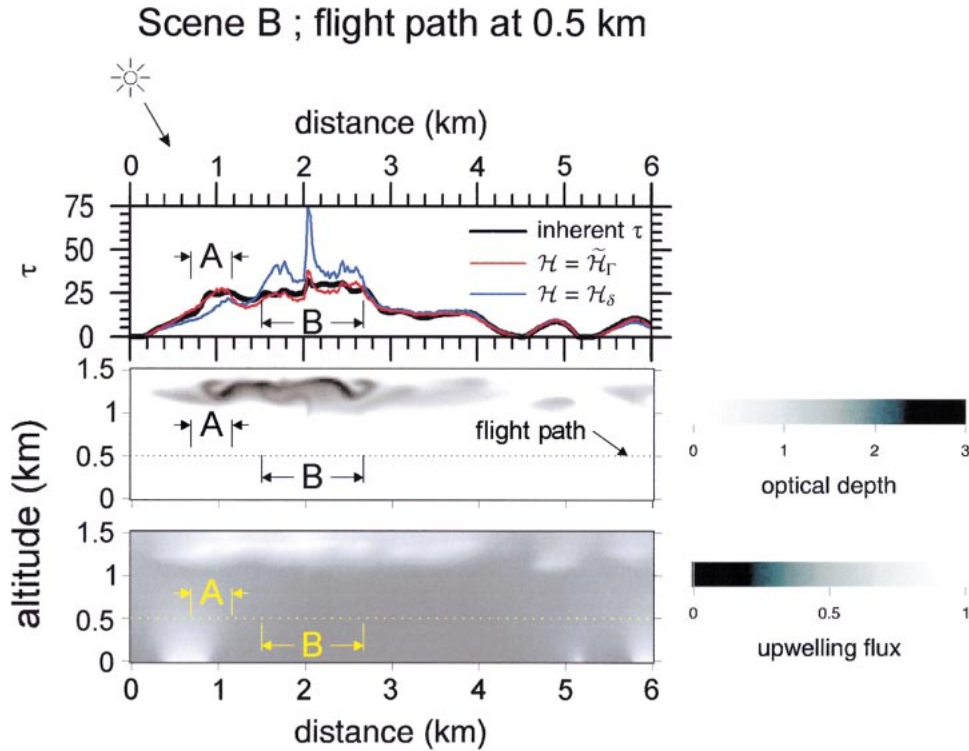 Scene B ; flight path at 0.5 km
distance (km)
0 1 2 3 4 5 6
75
50
25
0
τ
A
B
inherent τ
ℋ = ℋ̃_Γ
ℋ = ℋ_δ
1.5
1
0.5
0
A
B
flight path
0 1 2 3
optical depth
altitude (km)
1.5
1
0.5
0
A
B
0 0.5 1
upwelling flux
0 1 2 3 4 5 6
distance (km)